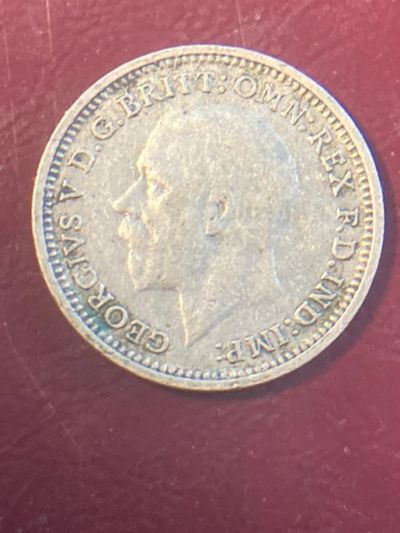 GEORGIVS V D.G.BRITT: OMN: REX F.D. IND: IMP: